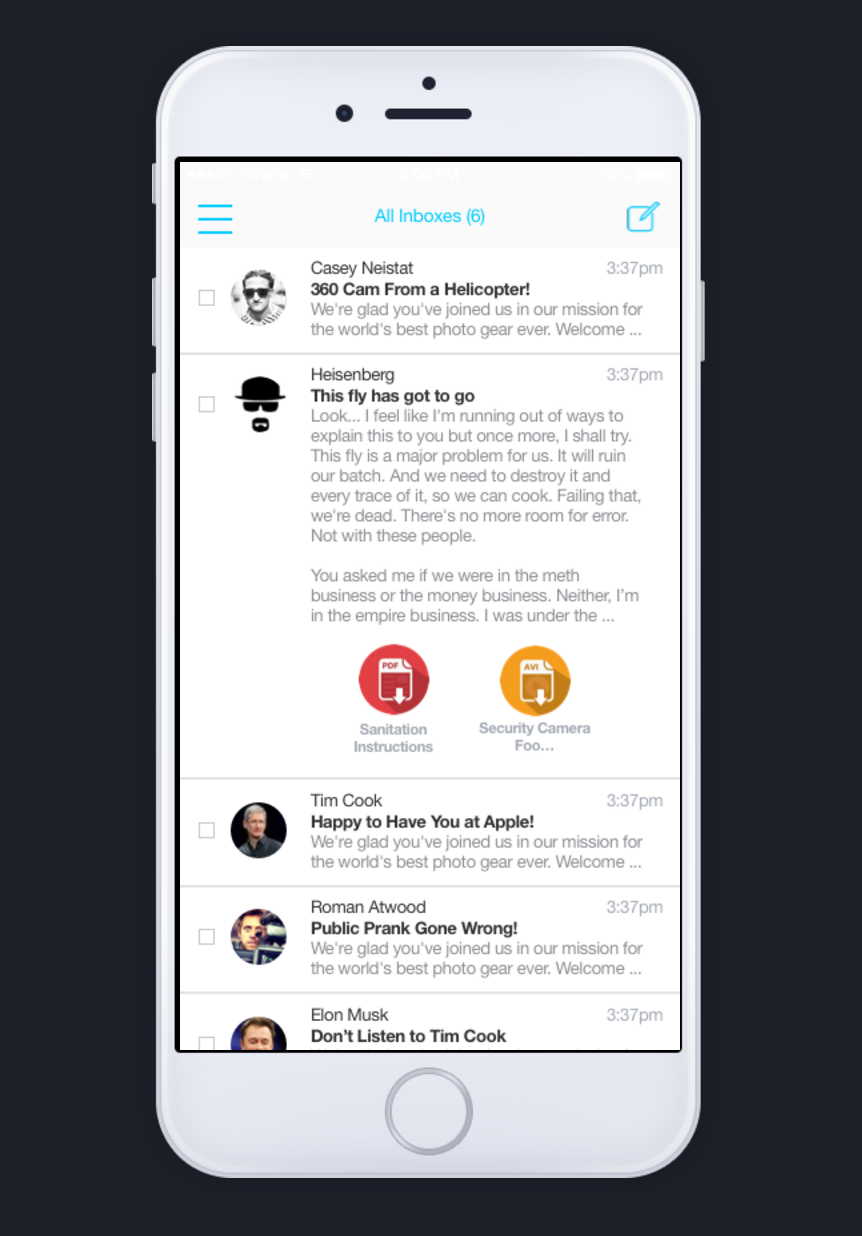 All Inboxes (6)
Casey Neistat 3:37pm
360 Cam From a Helicopter!
We're glad you've joined us in our mission for
the world's best photo gear ever. Welcome ...
Heisenberg 3:37pm
This fly has got to go
Look... I feel like I'm running out of ways to
explain this to you but once more, I shall try.
This fly is a major problem for us. It will ruin
our batch. And we need to destroy it and
every trace of it, so we can cook. Failing that,
we're dead. There's no more room for error.
Not with these people.
You asked me if we were in the meth
business or the money business. Neither, I’m
in the empire business. I was under the ...
PDF
AVI
Sanitation
Instructions
Security Camera
Foo...
Tim Cook 3:37pm
Happy to Have You at Apple!
We're glad you've joined us in our mission for
the world's best photo gear ever. Welcome ...
Roman Atwood 3:37pm
Public Prank Gone Wrong!
We're glad you've joined us in our mission for
the world's best photo gear ever. Welcome ...
Elon Musk 3:37pm
Don’t Listen to Tim Cook